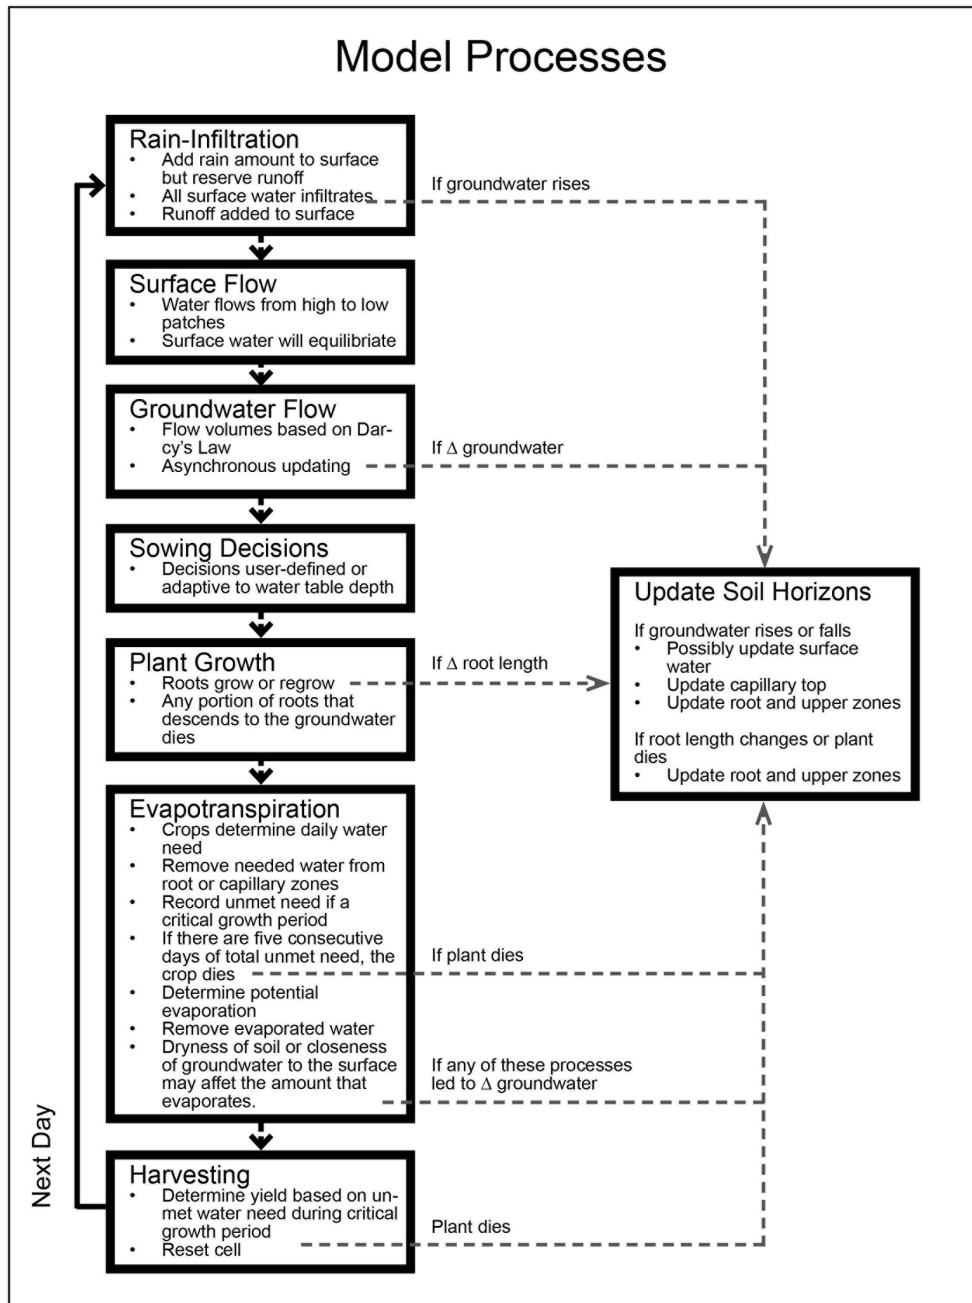 Model Processes
Rain-Infiltration
• Add rain amount to surface
but reserve runoff
• All surface water infiltrates
• Runoff added to surface
If groundwater rises
Surface Flow
• Water flows from high to low
patches
• Surface water will equilibriate
Groundwater Flow
• Flow volumes based on Dar-
cy's Law
• Asynchronous updating
If Δ groundwater
Sowing Decisions
• Decisions user-defined or
adaptive to water table depth
Plant Growth
• Roots grow or regrow
• Any portion of roots that
descends to the groundwater
dies
If Δ root length
Update Soil Horizons
If groundwater rises or falls
• Possibly update surface
water
• Update capillary top
• Update root and upper zones
If root length changes or plant
dies
• Update root and upper zones
Evapotranspiration
• Crops determine daily water
need
• Remove needed water from
root or capillary zones
• Record unmet need if a
critical growth period
• If there are five consecutive
days of total unmet need, the
crop dies
• Determine potential
evaporation
• Remove evaporated water
• Dryness of soil or closeness
of groundwater to the surface
may affet the amount that
evaporates.
If plant dies
If any of these processes
led to Δ groundwater
Harvesting
• Determine yield based on un-
met water need during critical
growth period
• Reset cell
Plant dies
Next Day